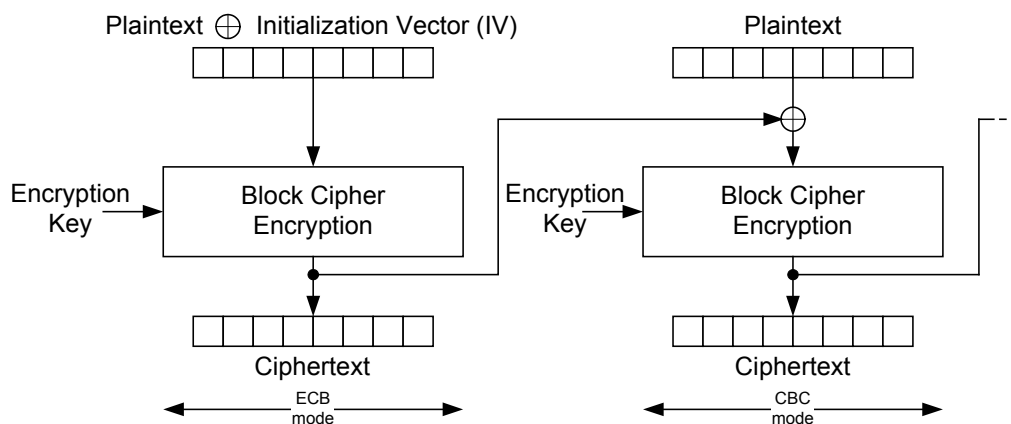 Plaintext ⊕ Initialization Vector (IV)
Plaintext
Encryption
Key
Block Cipher
Encryption
Encryption
Key
Block Cipher
Encryption
Ciphertext
Ciphertext
ECB
mode
CBC
mode